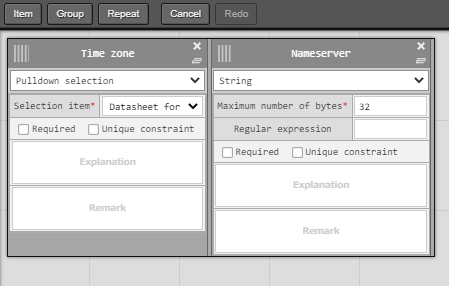 Item Group Repeat Cancel Redo
Time zone
Pulldown selection
Selection item* Datasheet for
Required Unique constraint
Explanation
Remark
Nameserver
String
Maximum number of bytes* 32
Regular expression
Required Unique constraint
Explanation
Remark